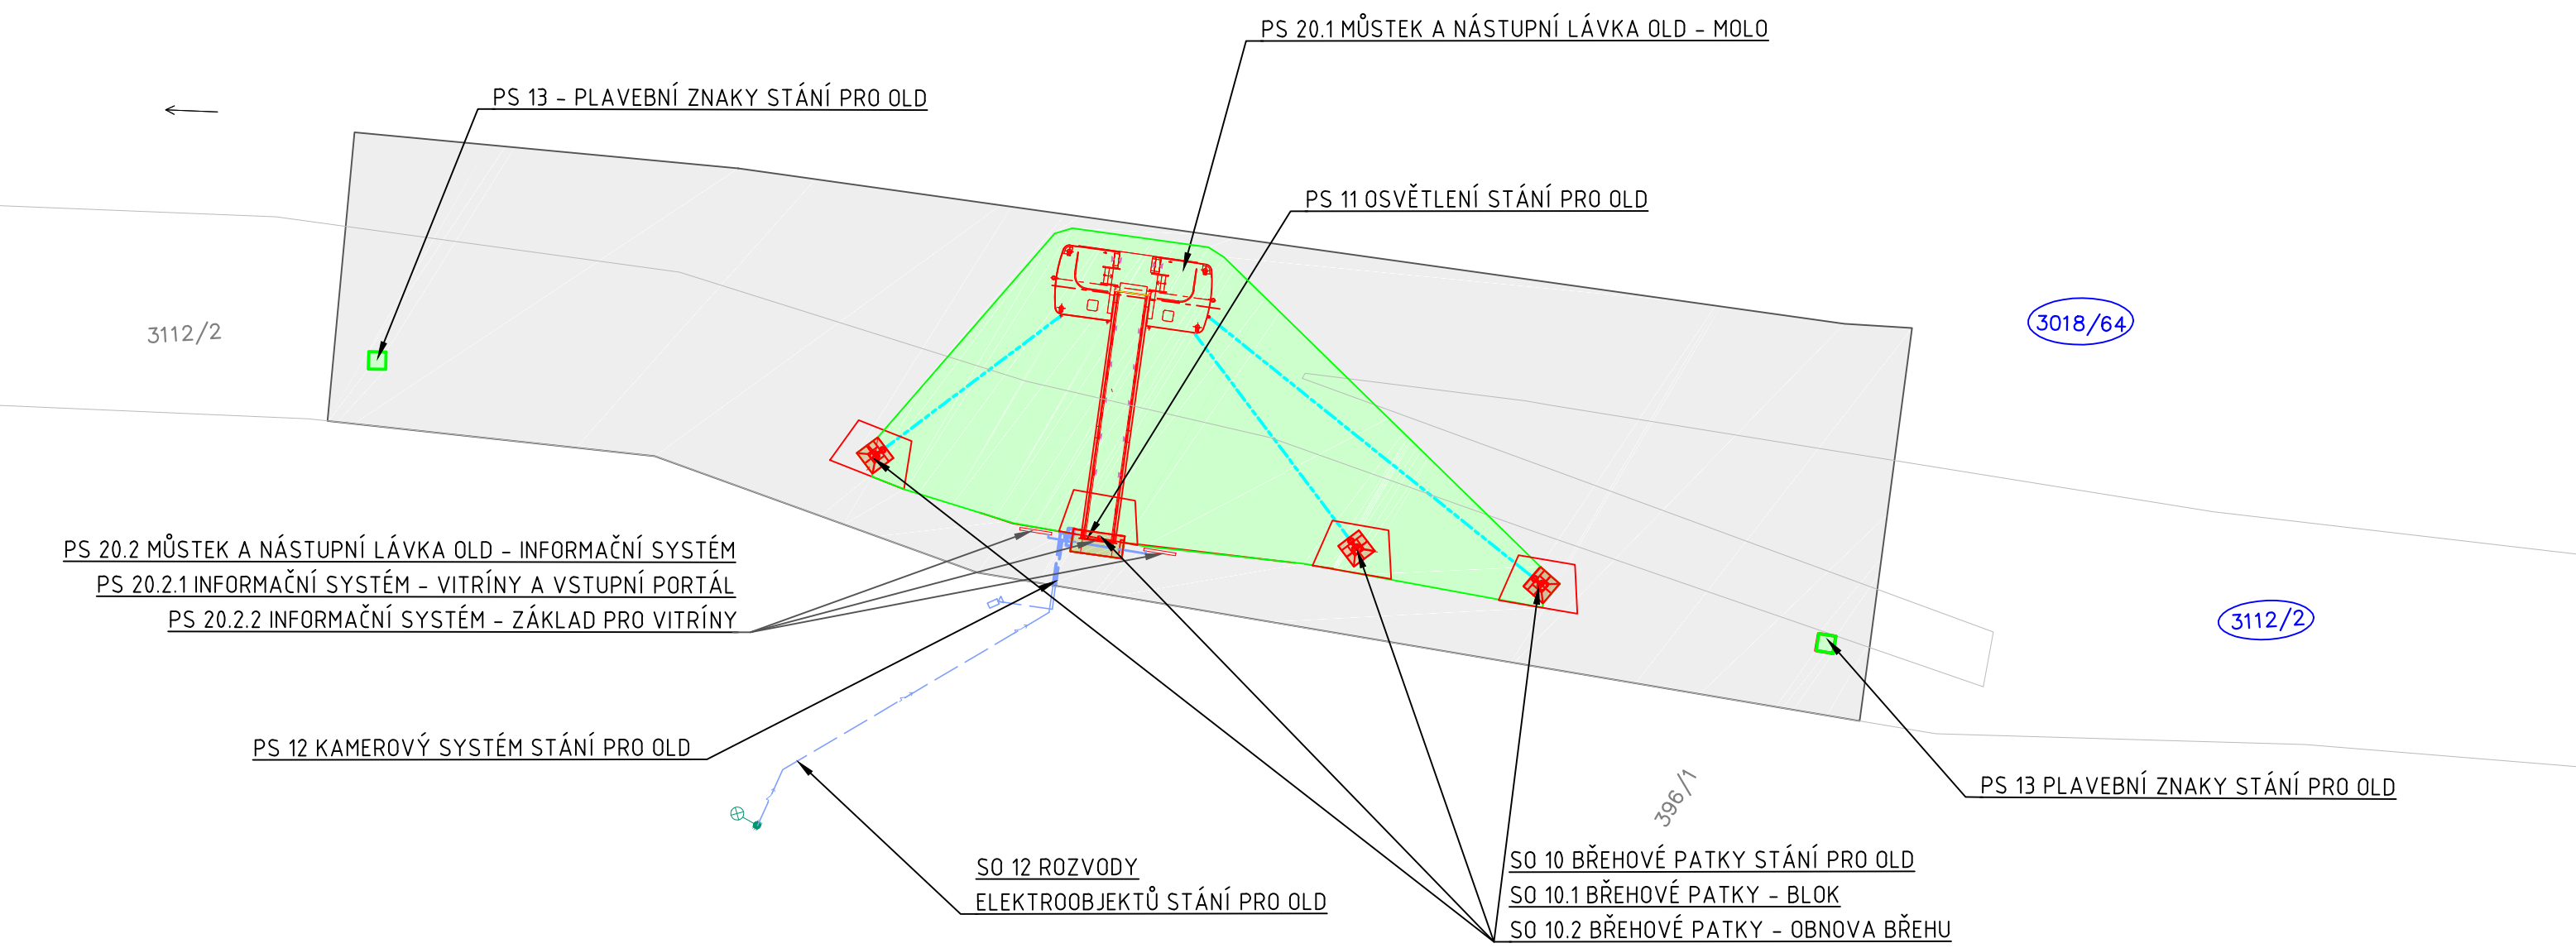 PS 20.1 MŮSTEK A NÁSTUPNÍ LÁVKA OLD - MOLO
PS 13 - PLAVEBNÍ ZNAKY STÁNÍ PRO OLD
PS 11 OSVĚTLENÍ STÁNÍ PRO OLD
3112/2
3018/64
PS 20.2 MŮSTEK A NÁSTUPNÍ LÁVKA OLD - INFORMAČNÍ SYSTÉM
PS 20.2.1 INFORMAČNÍ SYSTÉM - VITRÍNY A VSTUPNÍ PORTÁL
PS 20.2.2 INFORMAČNÍ SYSTÉM - ZÁKLAD PRO VITRÍNY
3112/2
PS 12 KAMEROVÝ SYSTÉM STÁNÍ PRO OLD
396/1
PS 13 PLAVEBNÍ ZNAKY STÁNÍ PRO OLD
SO 12 ROZVODY
ELEKTROOBJEKTŮ STÁNÍ PRO OLD
SO 10 BŘEHOVÉ PATKY STÁNÍ PRO OLD
SO 10.1 BŘEHOVÉ PATKY - BLOK
SO 10.2 BŘEHOVÉ PATKY - OBNOVA BŘEHU